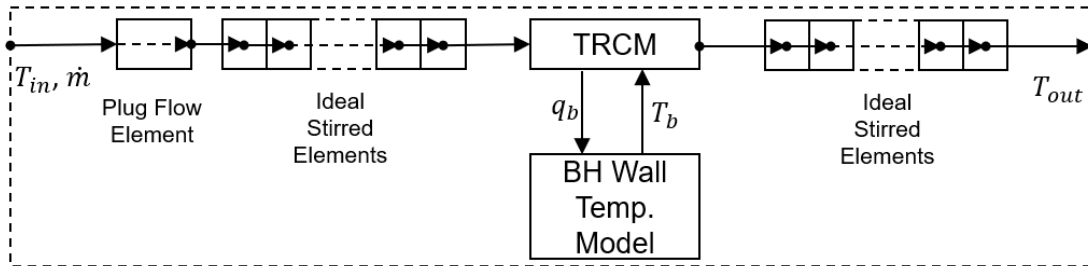 T_in, ṁ
Plug Flow
Element
Ideal
Stirred
Elements
TRCM
q_b
T_b
BH Wall
Temp.
Model
Ideal
Stirred
Elements
T_out